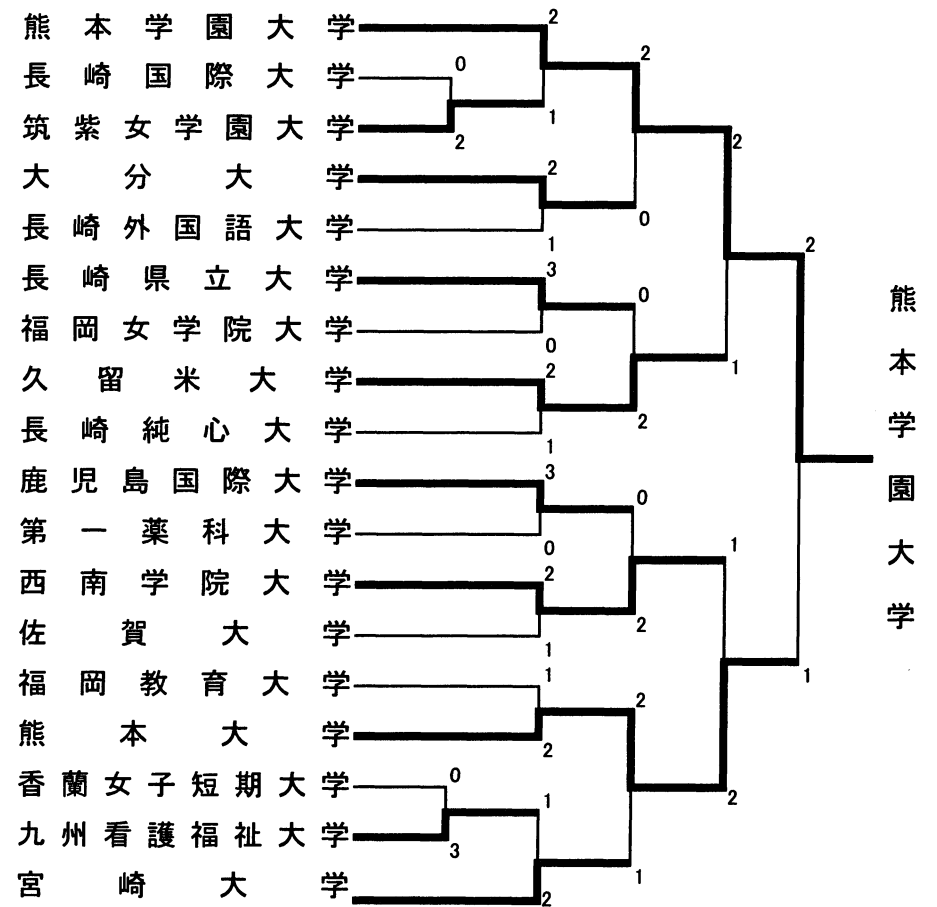 熊本学園大学
2
2
長崎国際大学
0
1
筑紫女学園大学
2
2
大分大学
2
0
長崎外国語大学
1
2
長崎県立大学
3
0
福岡女学院大学
0
熊本学園大学
久留米大学
2
1
2
長崎純心大学
1
鹿児島国際大学
3
0
第一薬科大学
0
1
西南学院大学
2
2
佐賀大学
1
福岡教育大学
1
2
1
熊本大学
2
香蘭女子短期大学
0
1
2
九州看護福祉大学
3
1
宮崎大学
2